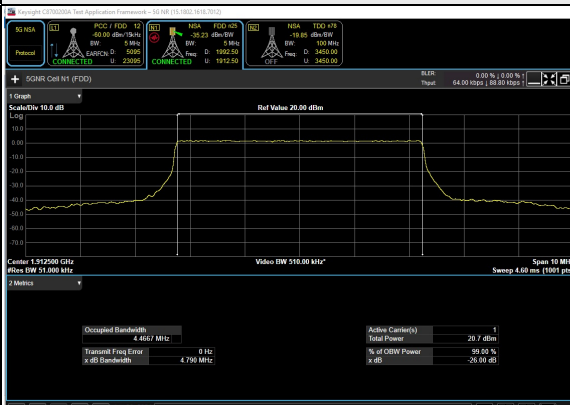 Keysight C8700200A Test Application Framework - 5G-NR (15.1802.1618.7012)
5G NSA
Protocol
L1
PCC / FDD 12
-60.00 dBm/15kHz
BW: 5 MHz
EARFCN: D: 5095
U: 23095
CONNECTED
N1
NSA FDD n25
-35.23 dBm/BW
BW: 5 MHz
Freq D: 1992.50
U: 1912.50
CONNECTED
N2
NSA TDD n78
-19.85 dBm/BW
BW: 100 MHz
Freq D: 3450.00
U: 3450.00
OFF
5GNR Cell N1 (FDD)
BLER: 0.00 % ↓ 0.00 % ↑
Thput: 64.00 kbps ↓ 88.80 kbps ↑
1 Graph
Scale/Div 10.0 dB
Ref Value 20.00 dBm
Log
10.0
0.00
-10.0
-20.0
-30.0
-40.0
-50.0
-60.0
-70.0
Center 1.912500 GHz
Video BW 510.00 kHz*
Span 10 MH
#Res BW 51.000 kHz
Sweep 4.60 ms (1001 pts
2 Metrics
Occupied Bandwidth
4.4667 MHz
Active Carrier(s) 1
Total Power 20.7 dBm
Transmit Freq Error 0 Hz
x dB Bandwidth 4.790 MHz
% of OBW Power 99.00 %
x dB -26.00 dB